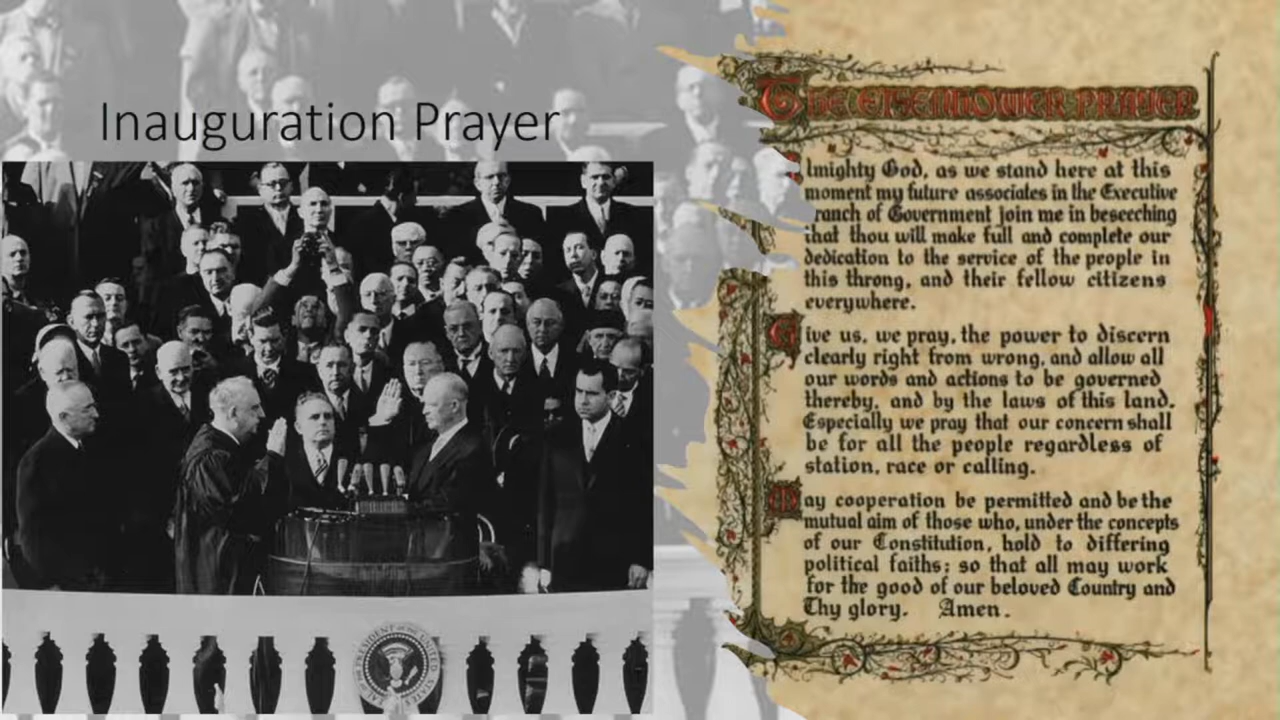 Inauguration Prayer
The Eisenhower Prayer
Almighty God, as we stand here at this
moment my future associates in the Executive
ranch of Government join me in beseeching
that thou will make full and complete our
dedication to the service of the people in
this throng, and their fellow citizens
everywhere.
Give us, we pray, the power to discern
clearly right from wrong, and allow all
our words and actions to be governed
thereby, and by the laws of this land.
Especially we pray that our concern shall
be for all the people regardless of
station, race or calling.
May cooperation be permitted and be the
mutual aim of those who, under the concepts
of our Constitution, hold to differing
political faiths; so that all may work
for the good of our beloved Country and
Thy glory. Amen.